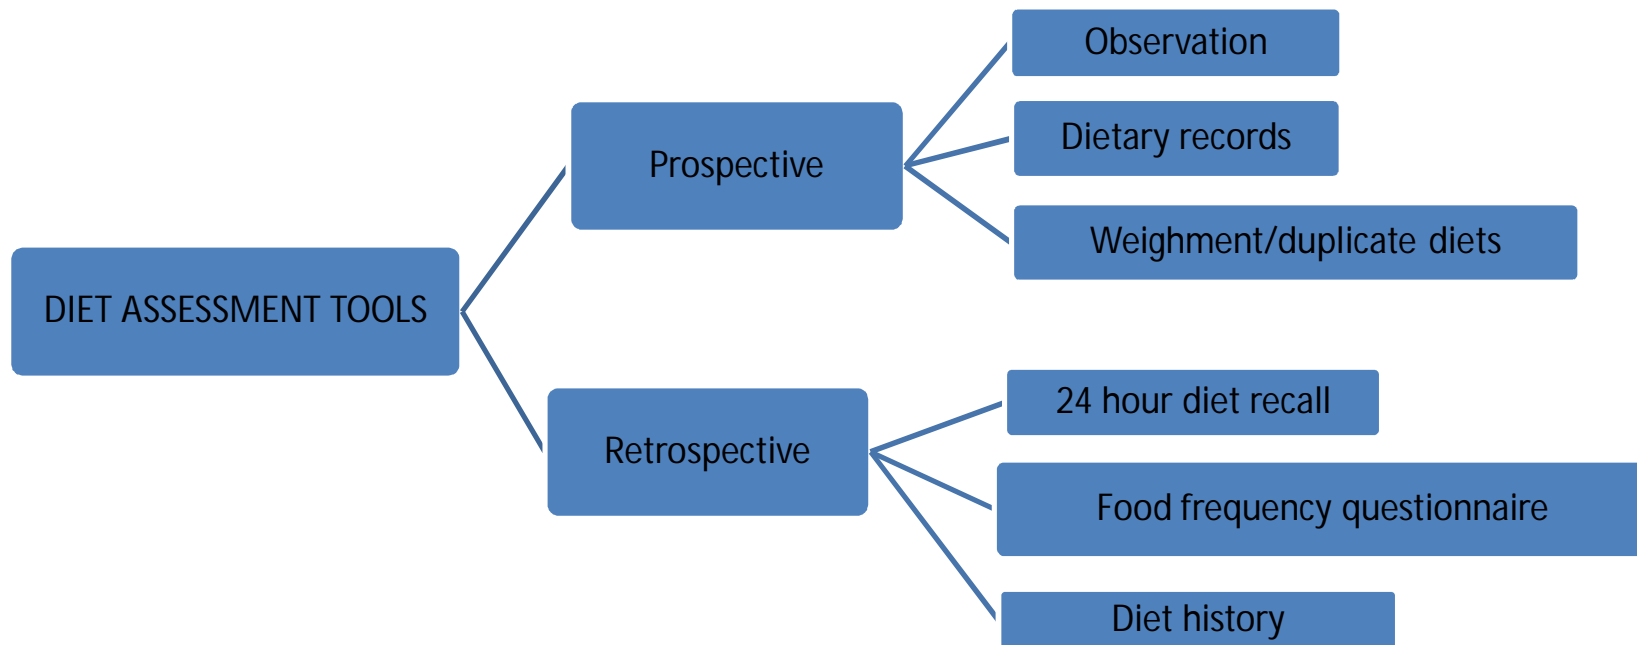 DIET ASSESSMENT TOOLS
Prospective
Observation
Dietary records
Weighment/duplicate diets
Retrospective
24 hour diet recall
Food frequency questionnaire
Diet history